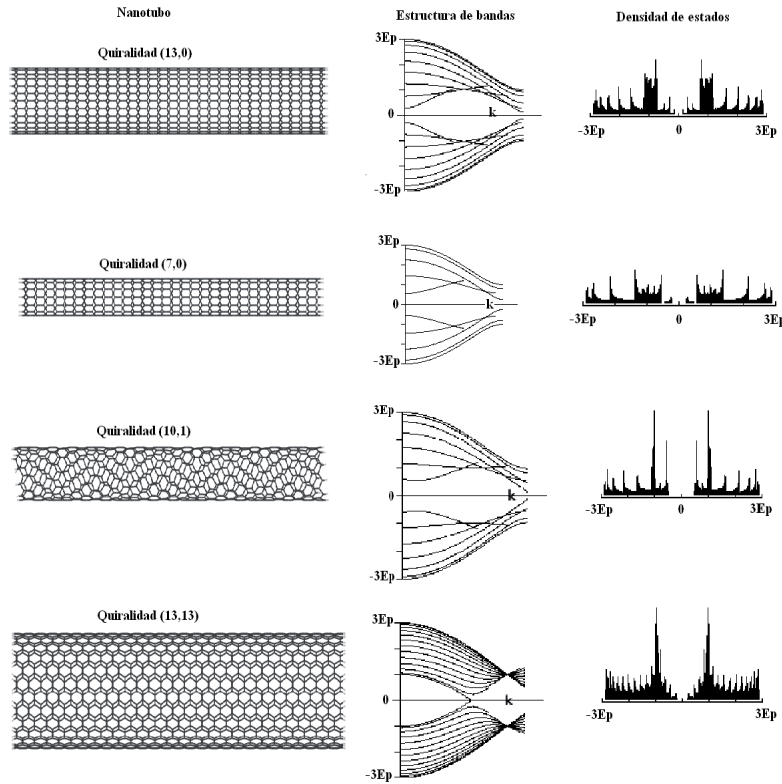 Nanotubo
Estructura de bandas
Densidad de estados
Quiralidad (13,0)
3Ep
0
k
-3Ep
-3Ep
0
3Ep
Quiralidad (7,0)
3Ep
0
k
-3Ep
-3Ep
0
3Ep
Quiralidad (10,1)
3Ep
0
k
-3Ep
-3Ep
0
3Ep
Quiralidad (13,13)
3Ep
0
k
-3Ep
-3Ep
0
3Ep